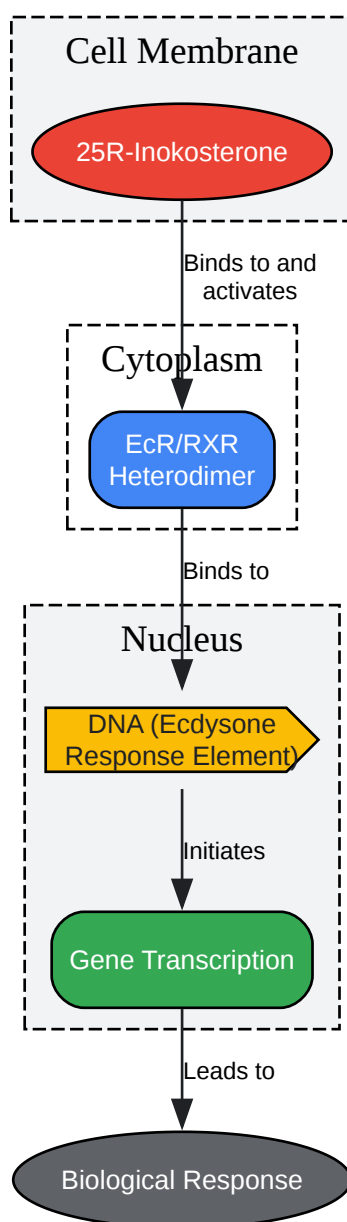 Cell Membrane
25R-Inokosterone
Binds to and
activates
Cytoplasm
EcR/RXR
Heterodimer
Binds to
Nucleus
DNA (Ecdysone
Response Element)
Initiates
Gene Transcription
Leads to
Biological Response